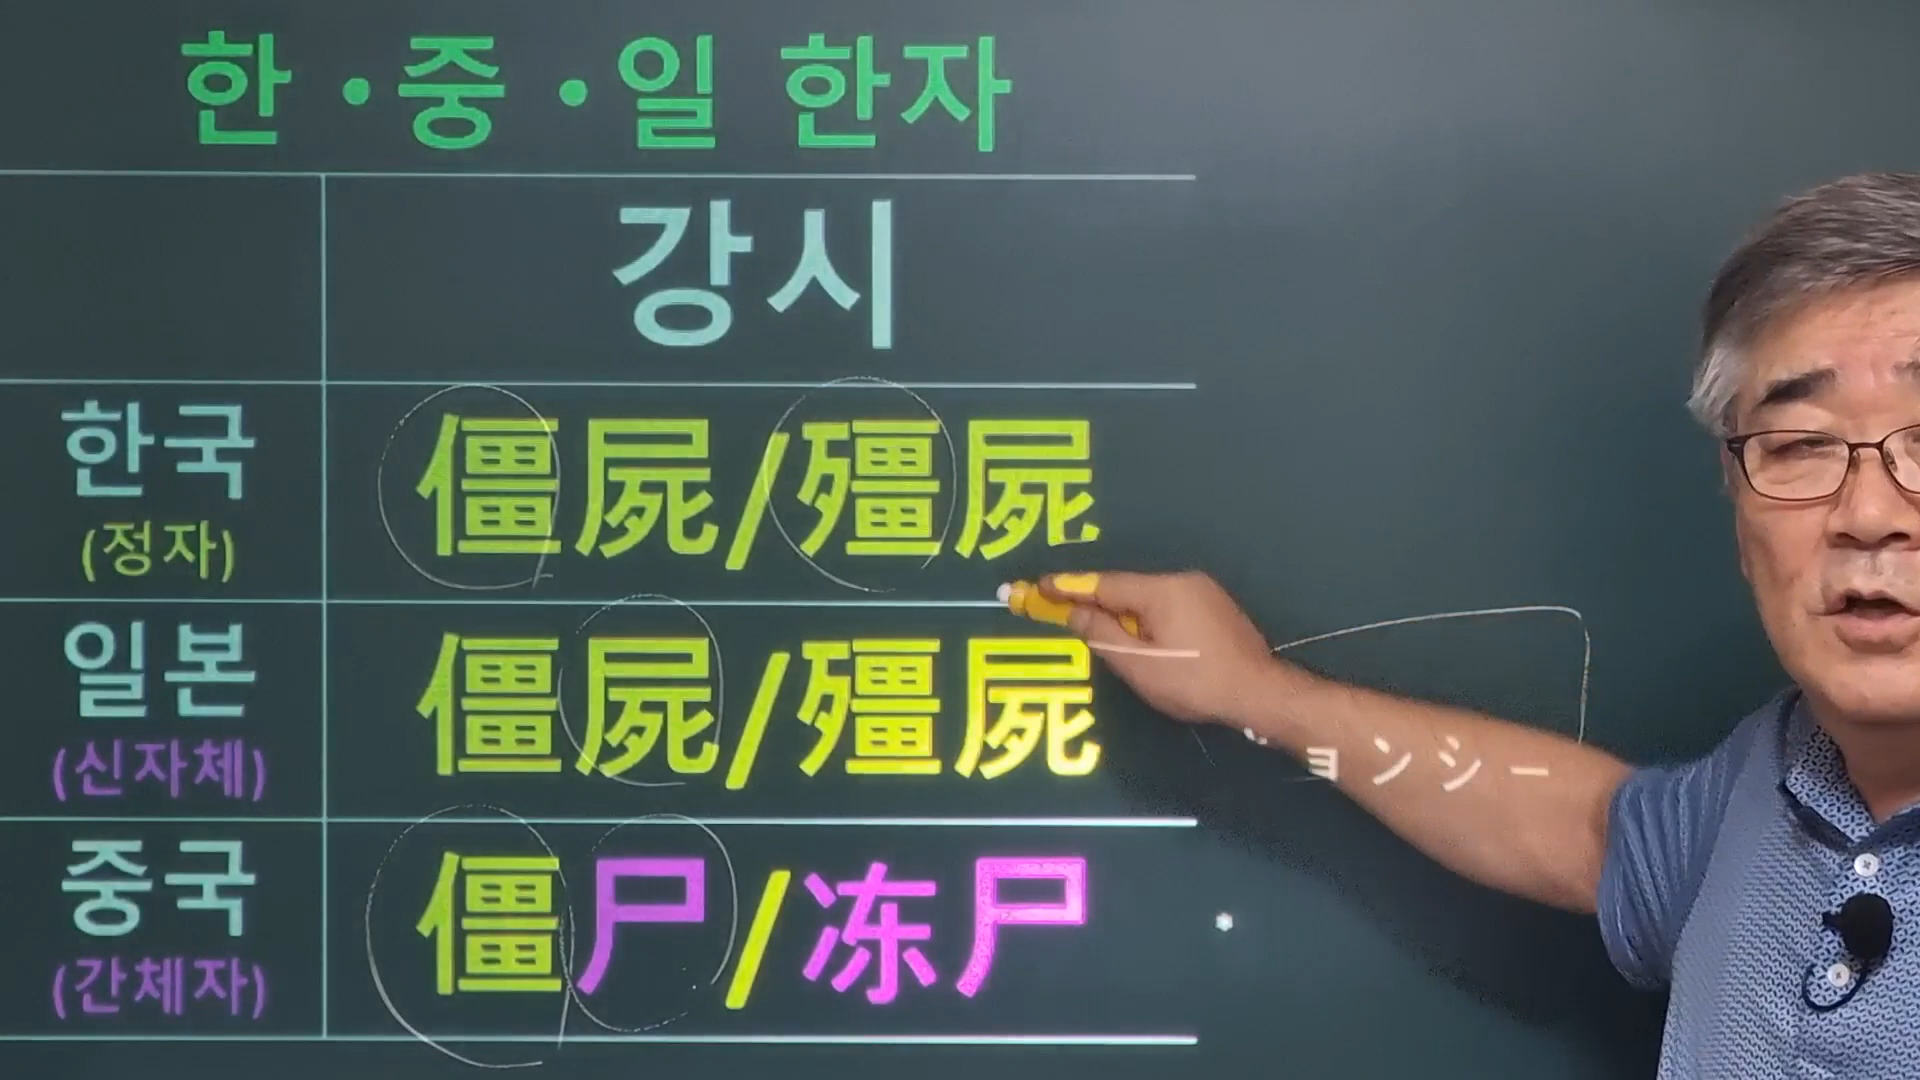 한·중·일 한자
강시
한국 僵屍/殭屍
(정자)
일본 僵屍/殭屍
(신자체) ョンシー
중국 僵尸/冻尸
(간체자)